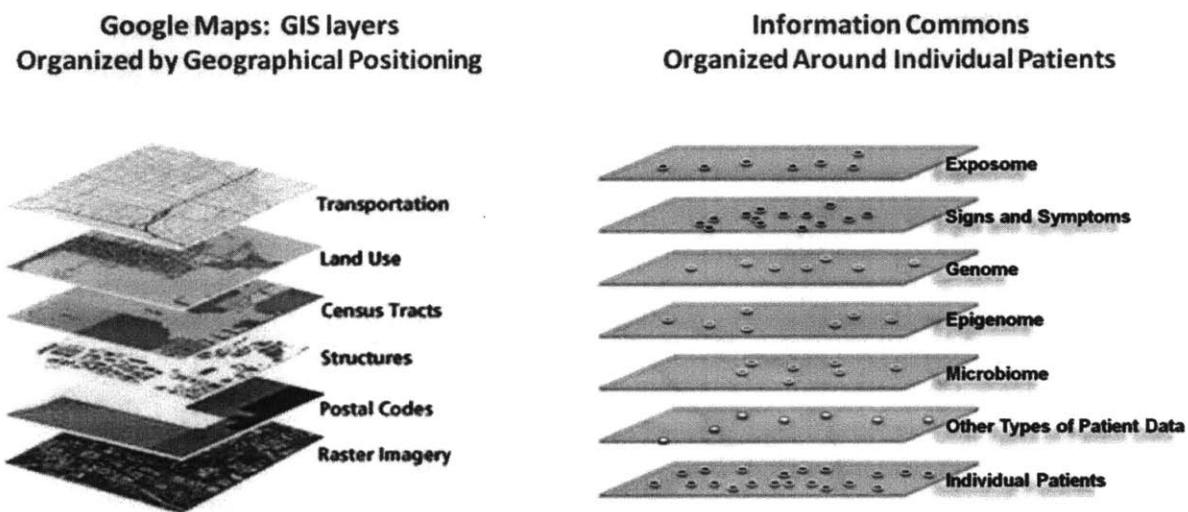 Google Maps: GIS layers
Organized by Geographical Positioning
Transportation
Land Use
Census Tracts
Structures
Postal Codes
Raster Imagery
Information Commons
Organized Around Individual Patients
Exposome
Signs and Symptoms
Genome
Epigenome
Microbiome
Other Types of Patient Data
Individual Patients